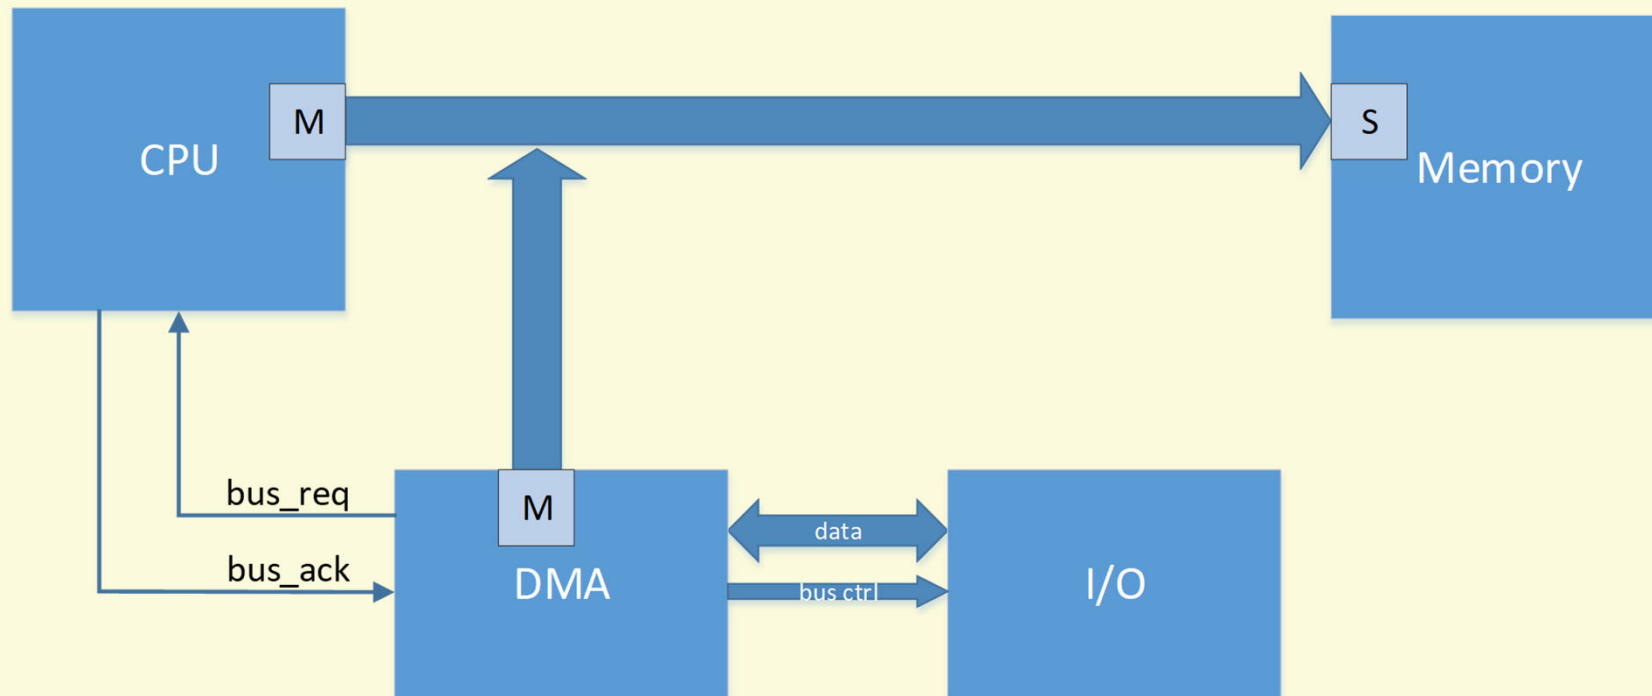 CPU
M
S
Memory
bus_req
bus_ack
M
DMA
data
bus ctrl
I/O